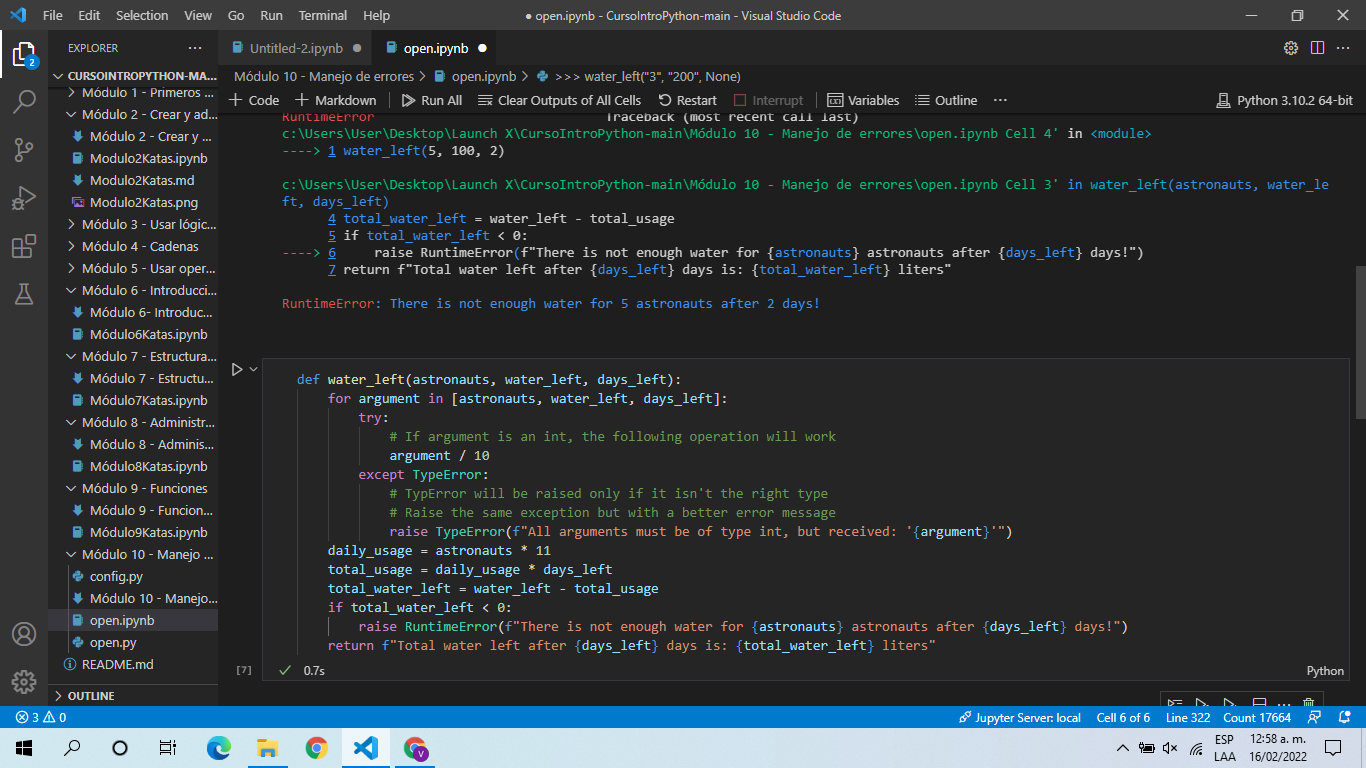 File Edit Selection View Go Run Terminal Help
● open.ipynb - CursoIntroPython-main - Visual Studio Code
EXPLORER
2
CURSOINTROPYTHON-MA...
Módulo 1 - Primeros ...
Módulo 2 - Crear y ad...
Módulo 2 - Crear y ...
Modulo2Katas.ipynb
Modulo2Katas.md
Modulo2Katas.png
Módulo 3 - Usar lógic...
Módulo 4 - Cadenas
Módulo 5 - Usar oper...
Módulo 6 - Introducci...
Módulo 6- Introduc...
Módulo6Katas.ipynb
Módulo 7 - Estructura...
Módulo 7 - Estructu...
Módulo7Katas.ipynb
Módulo 8 - Administr...
Módulo 8 - Adminis...
Módulo8Katas.ipynb
Módulo 9 - Funciones
Módulo 9 - Funcion...
Módulo9Katas.ipynb
Módulo 10 - Manejo ...
config.py
Módulo 10 - Manejo...
open.ipynb
open.py
README.md
OUTLINE
Untitled-2.ipynb ● open.ipynb ●
Módulo 10 - Manejo de errores > open.ipynb > >>> water_left("3", "200", None)
+ Code + Markdown Run All Clear Outputs of All Cells Restart Interrupt Variables Outline ... Python 3.10.2 64-bit
RuntimeError Traceback (most recent call last)
c:\Users\User\Desktop\Launch X\CursoIntroPython-main\Módulo 10 - Manejo de errores\open.ipynb Cell 4' in <module>
----> 1 water_left(5, 100, 2)
c:\Users\User\Desktop\Launch X\CursoIntroPython-main\Módulo 10 - Manejo de errores\open.ipynb Cell 3' in water_left(astronauts, water_le
ft, days_left)
4 total_water_left = water_left - total_usage
5 if total_water_left < 0:
----> 6 raise RuntimeError(f"There is not enough water for {astronauts} astronauts after {days_left} days!")
7 return f"Total water left after {days_left} days is: {total_water_left} liters"
RuntimeError: There is not enough water for 5 astronauts after 2 days!
def water_left(astronauts, water_left, days_left):
for argument in [astronauts, water_left, days_left]:
try:
# If argument is an int, the following operation will work
argument / 10
except TypeError:
# TypError will be raised only if it isn't the right type
# Raise the same exception but with a better error message
raise TypeError(f"All arguments must be of type int, but received: '{argument}'")
daily_usage = astronauts * 11
total_usage = daily_usage * days_left
total_water_left = water_left - total_usage
if total_water_left < 0:
raise RuntimeError(f"There is not enough water for {astronauts} astronauts after {days_left} days!")
return f"Total water left after {days_left} days is: {total_water_left} liters"
[7] ✓ 0.7s Python
3 0 Jupyter Server: local Cell 6 of 6 Line 322 Count 17664
ESP 12:58 a. m.
LAA 16/02/2022
V